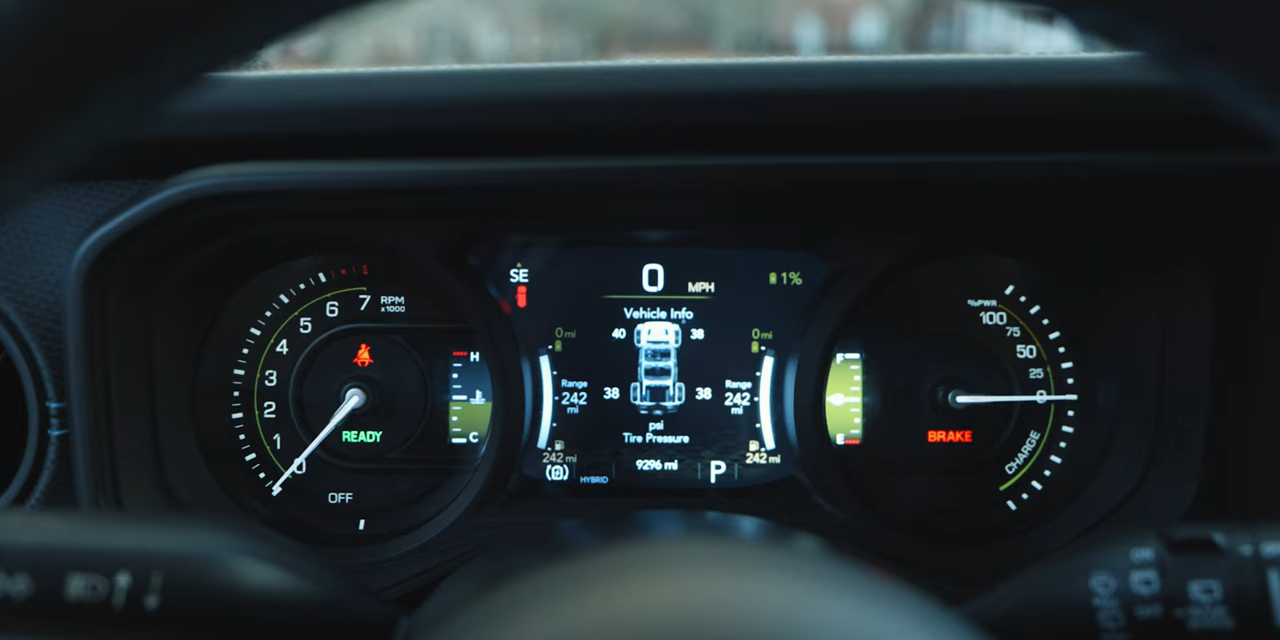 7
RPM
x1000
6
5
4
3
2
1
0
READY
OFF
H
C
SE
0 MPH
1%
Vehicle Info
40 38
0 mi
0 mi
38 38
Range
242
mi
Range
242
mi
psi
Tire Pressure
242 mi
242 mi
9296 mi
HYBRID
P
F
E
%PWR
100
75
50
25
0
CHARGE
BRAKE